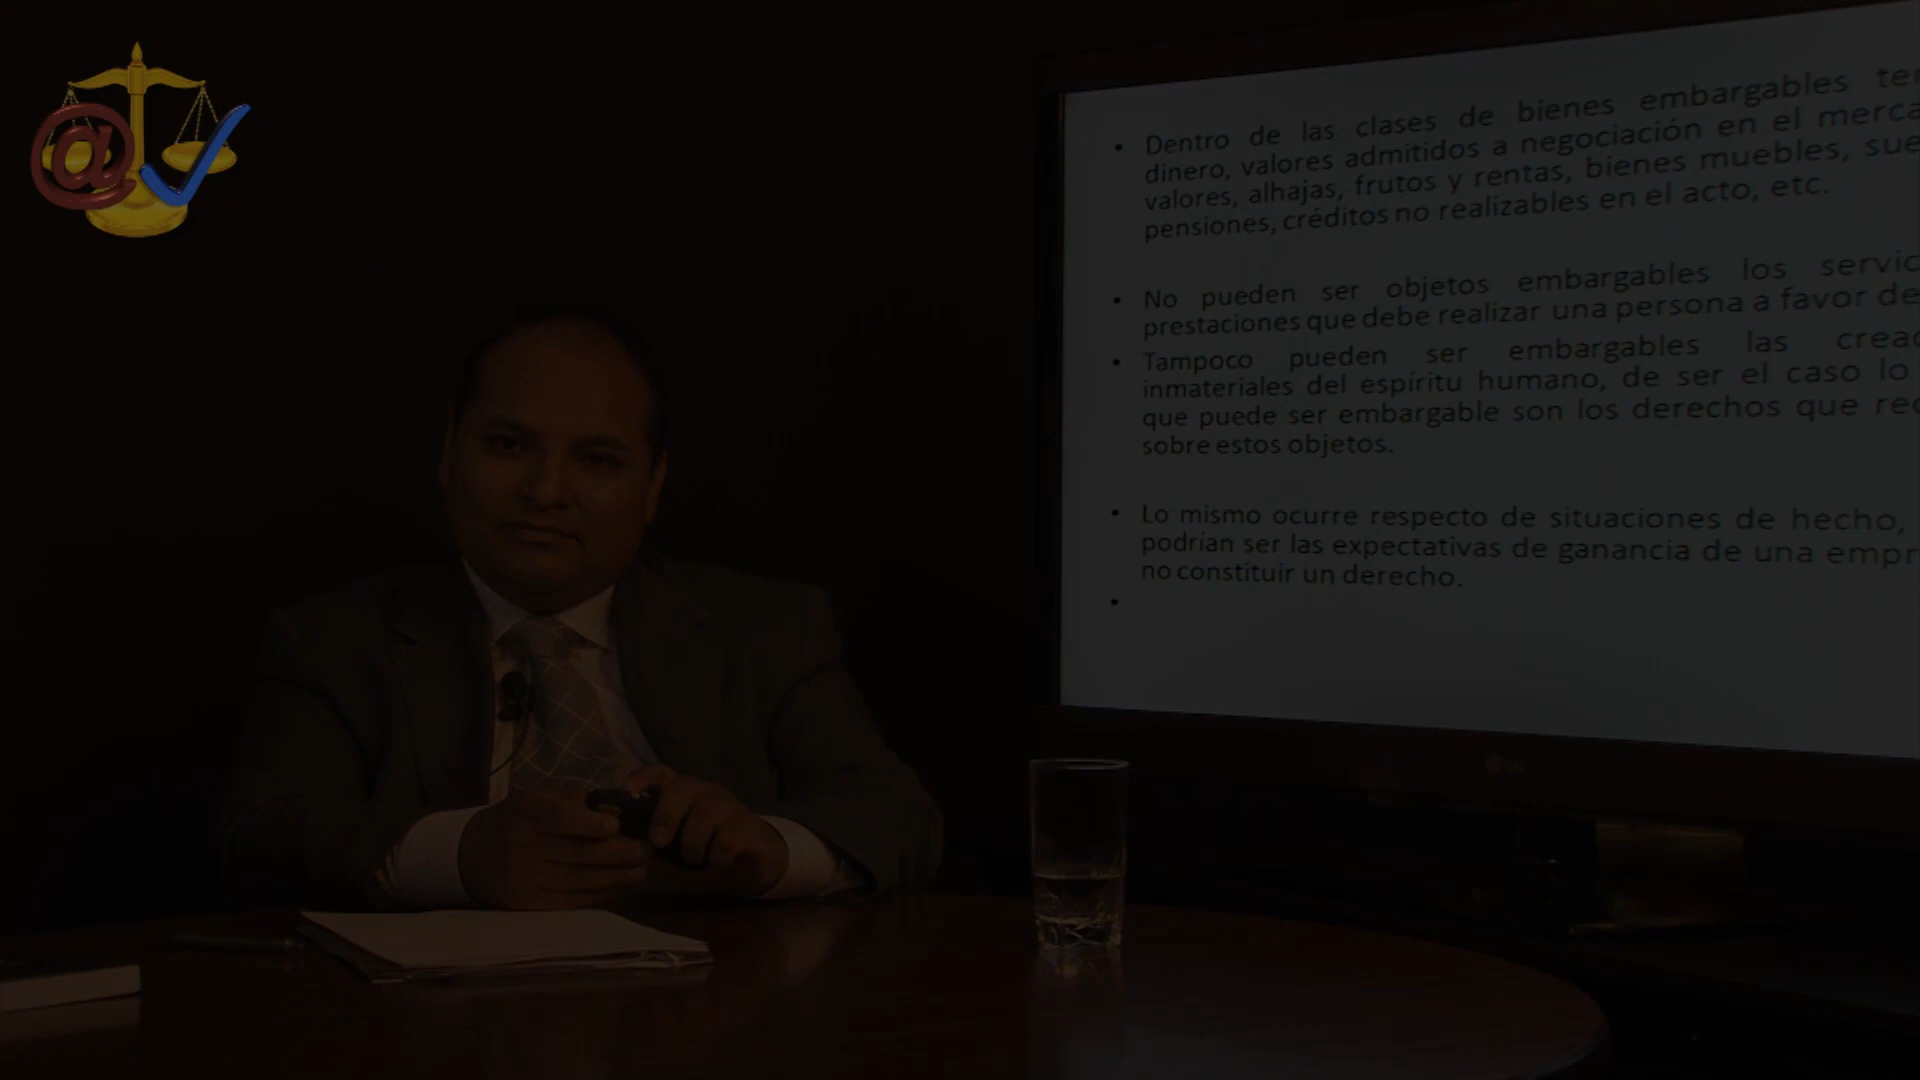 • Dentro de las clases de bienes embargables
dinero, valores admitidos a negociación en el
valores, alhajas, frutos y rentas, bienes muebles,
pensiones, créditos no realizables en el acto, etc.
• No pueden ser objetos embargables los
prestaciones que debe realizar una persona a favor de
• Tampoco pueden ser embargables las
inmateriales del espíritu humano, de ser el caso lo
que puede ser embargable son los derechos que
sobre estos objetos.
• Lo mismo ocurre respecto de situaciones de hecho,
podrían ser las expectativas de ganancia de una
no constituir un derecho.
•
@